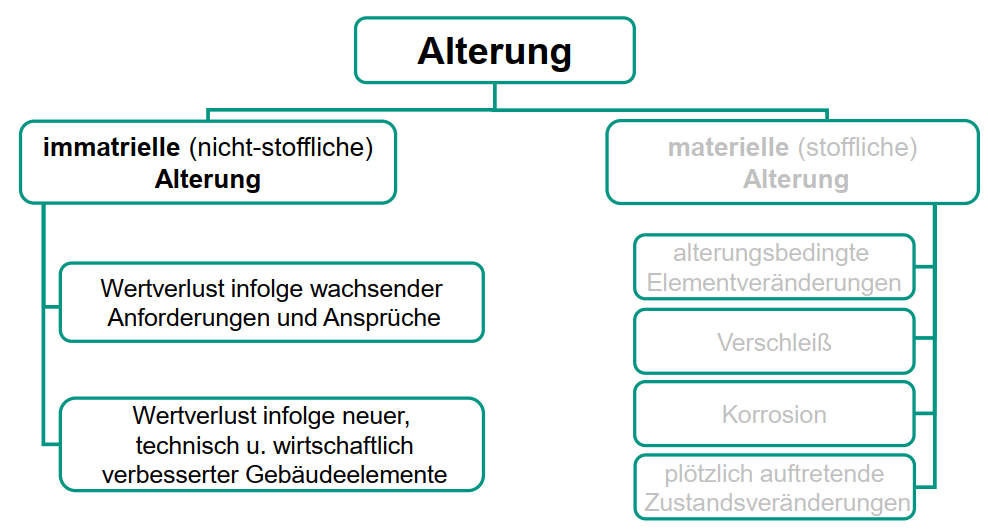 Alterung
immatrielle (nicht-stoffliche)
Alterung
Wertverlust infolge wachsender
Anforderungen und Ansprüche
Wertverlust infolge neuer,
technisch u. wirtschaftlich
verbesserter Gebäudeelemente
materielle (stoffliche)
Alterung
alterungsbedingte
Elementveränderungen
Verschleiß
Korrosion
plötzlich auftretende
Zustandsveränderungen